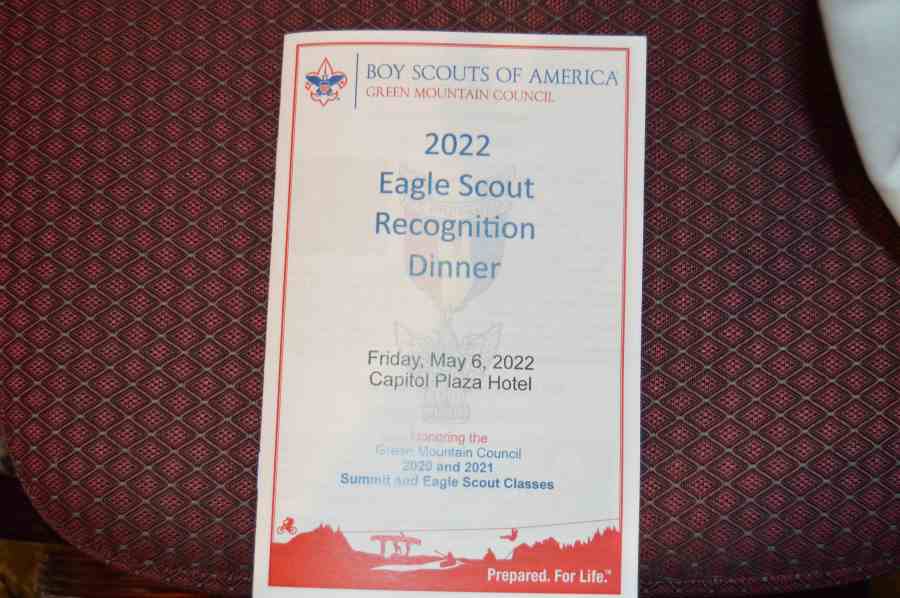 BOY SCOUTS OF AMERICA
GREEN MOUNTAIN COUNCIL
2022
Eagle Scout
Recognition
Dinner
Friday, May 6, 2022
Capitol Plaza Hotel
Honoring the
Green Mountain Council
2020 and 2021
Summit and Eagle Scout Classes
Prepared. For Life.™